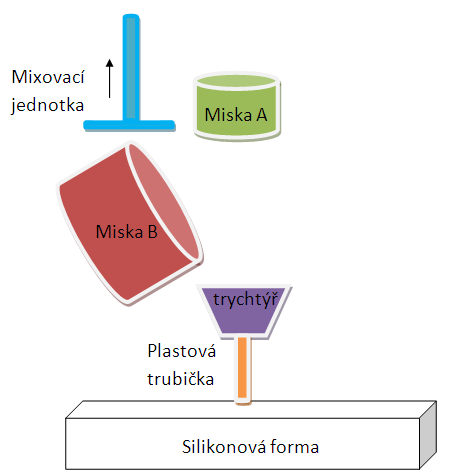 Mixovací
jednotka
Miska A
Miska B
trychtýř
Plastová
trubička
Silikonová forma